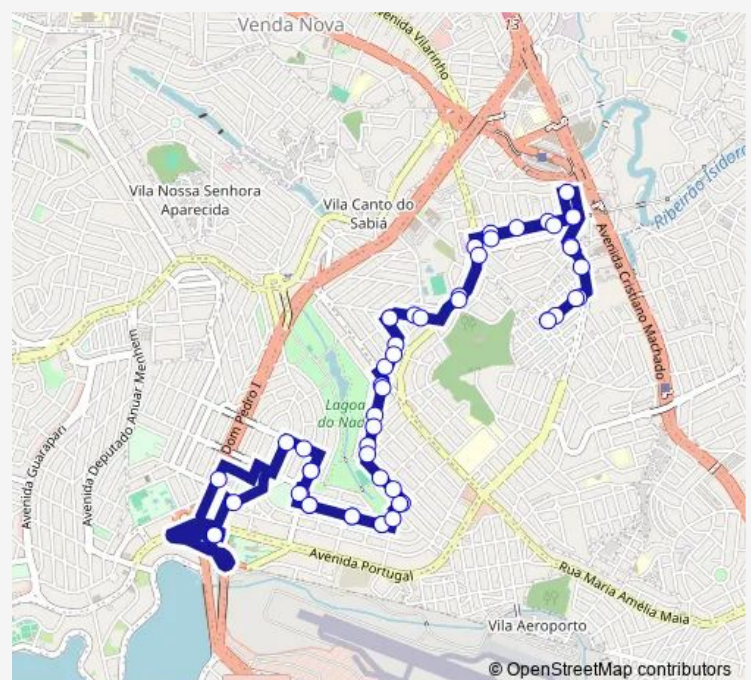 Venda Nova
Avenida Vilarinho
13
Vila Nossa Senhora
Aparecida
Vila Canto do
Sabiá
Ribeirão Isidoro
Avenida Cristiano Machado
Avenida Deputado Anuar Menhem
Dom Pedro I
Lagoa
do Nad
Avenida Guarapari
Avenida Portugal
Rua Maria Amélia Maia
Vila Aeroporto
© OpenStreetMap contributors